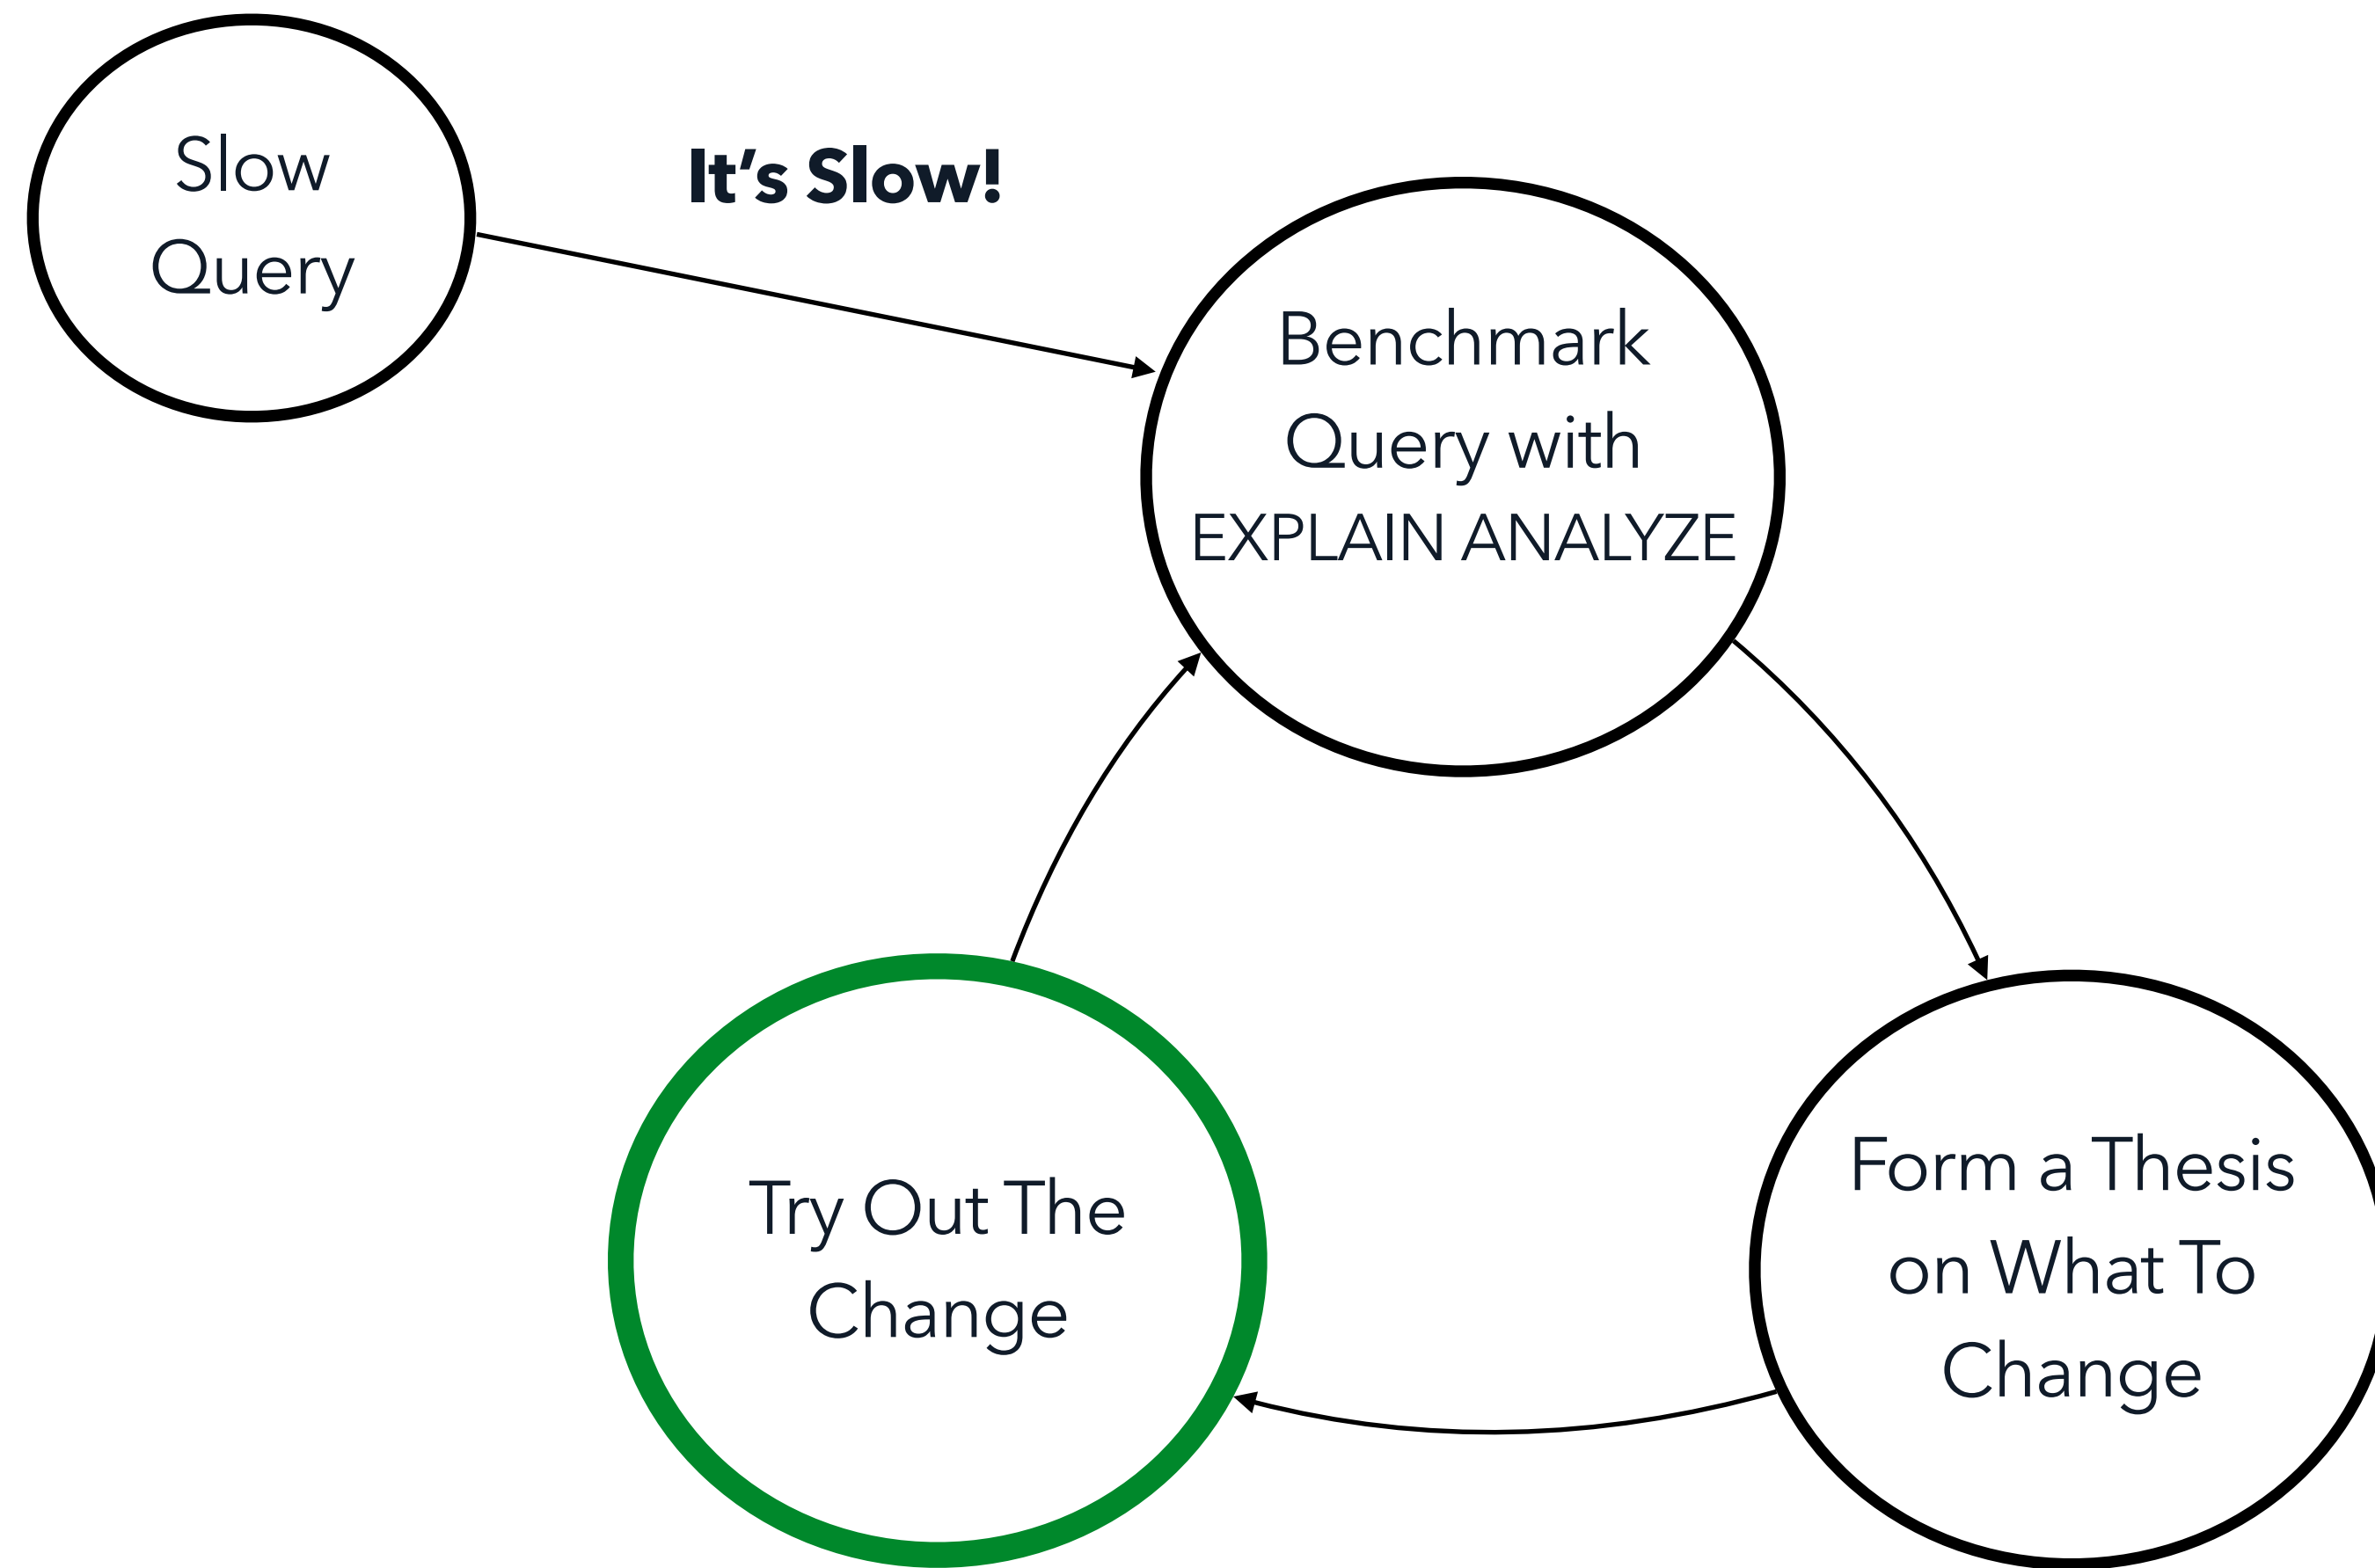 Slow
Query
It’s Slow!
Benchmark
Query with
EXPLAIN ANALYZE
Try Out The
Change
Form a Thesis
on What To
Change